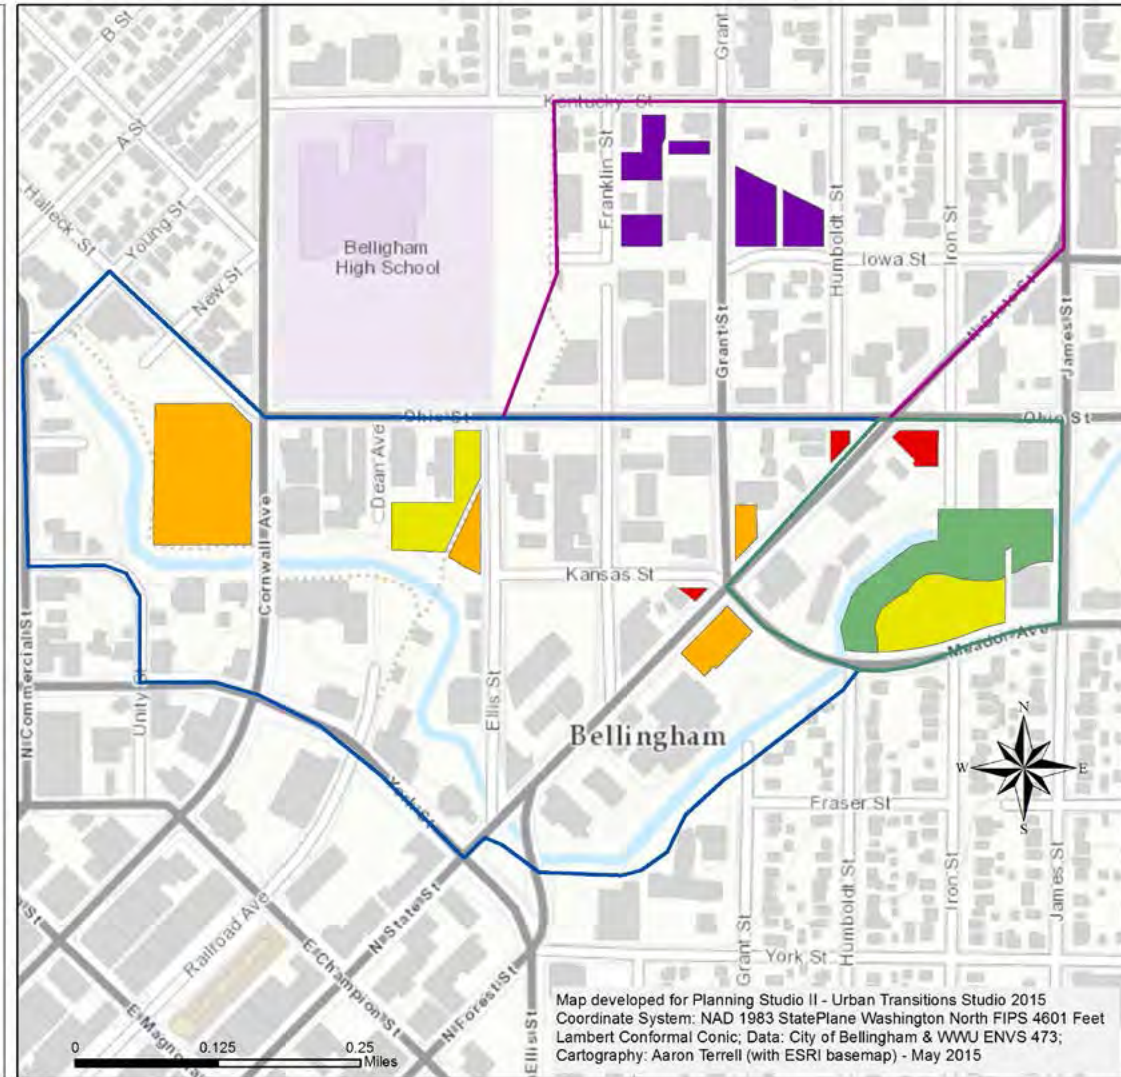 B St
Grant
Kentucky St
A St
Halleck St
Young St
New St
Franklin St
Humboldt St
Iron St
Belligham
High School
Iowa St
N State St
Grant St
James St
Ohio St
Ohio St
Dean Ave
Cornwall Ave
Kansas St
Meador Ave
N Commercial St
Unity St
Ellis St
Bellingham
N
W
E
S
York St
Fraser St
Humboldt St
Iron St
James St
N State St
Railroad Ave
E Champion St
N Forest St
Grant St
York St
Ellis St
Map developed for Planning Studio II - Urban Transitions Studio 2015
Coordinate System: NAD 1983 StatePlane Washington North FIPS 4601 Feet
Lambert Conformal Conic; Data: City of Bellingham & WWU ENVS 473;
Cartography: Aaron Terrell (with ESRI basemap) - May 2015
0 0.125 0.25
Miles